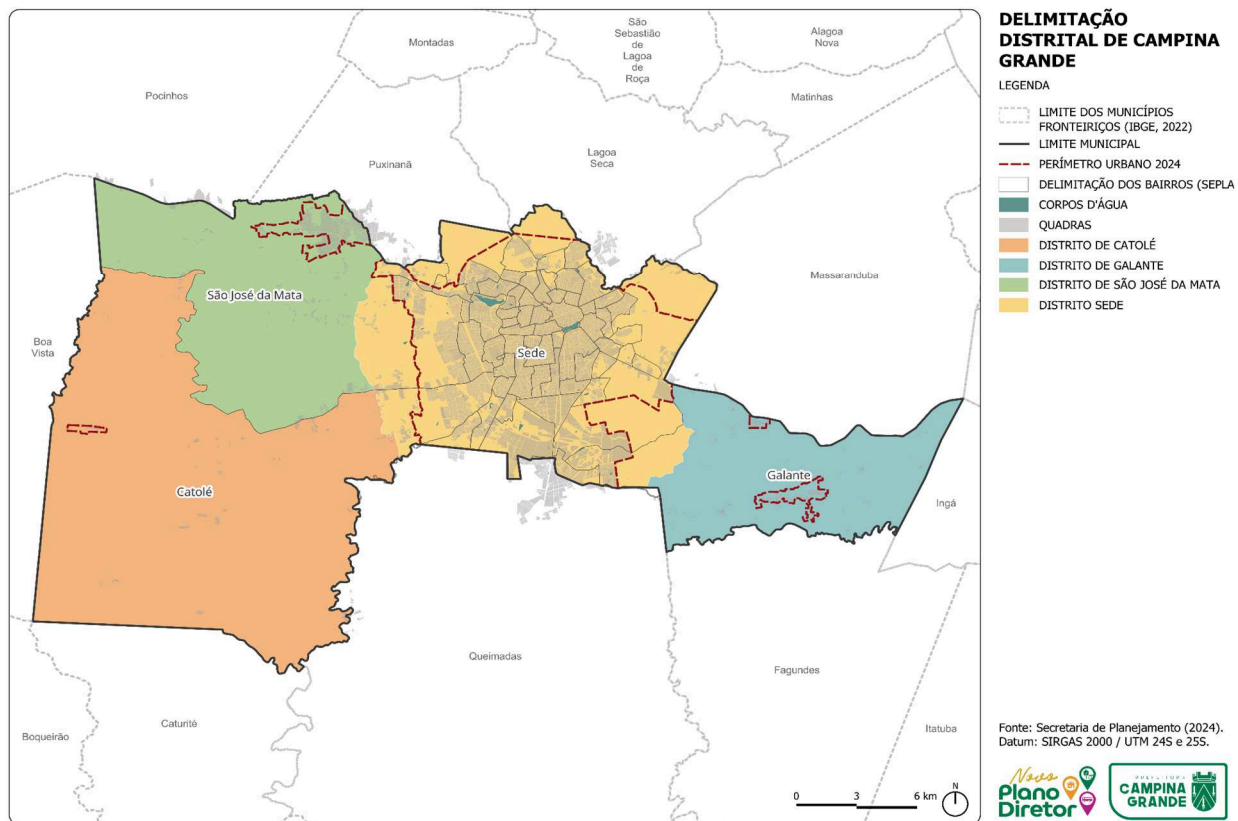 DELIMITAÇÃO
DISTRITAL DE CAMPINA
GRANDE
LEGENDA
LIMITE DOS MUNICÍPIOS
FRONTEIRIÇOS (IBGE, 2022)
LIMITE MUNICIPAL
PERÍMETRO URBANO 2024
DELIMITAÇÃO DOS BAIRROS (SEPLA
CORPOS D'ÁGUA
QUADRAS
DISTRITO DE CATOLÉ
DISTRITO DE GALANTE
DISTRITO DE SÃO JOSÉ DA MATA
DISTRITO SEDE
São
Sebastião
de
Lagoa
de
Roça
Alagoa
Nova
Montadas
Pocinhos
Matinhas
Lagoa
Seca
Puxinanã
Massaranduba
São José da Mata
Boa
Vista
Sede
Galante
Catolé
Ingá
Queimadas
Fagundes
Caturité
Boqueirão
Itatuba
0 3 6 km
N
Fonte: Secretaria de Planejamento (2024).
Datum: SIRGAS 2000 / UTM 24S e 25S.
Novo
Plano
Diretor
PREFEITURA
CAMPINA
GRANDE